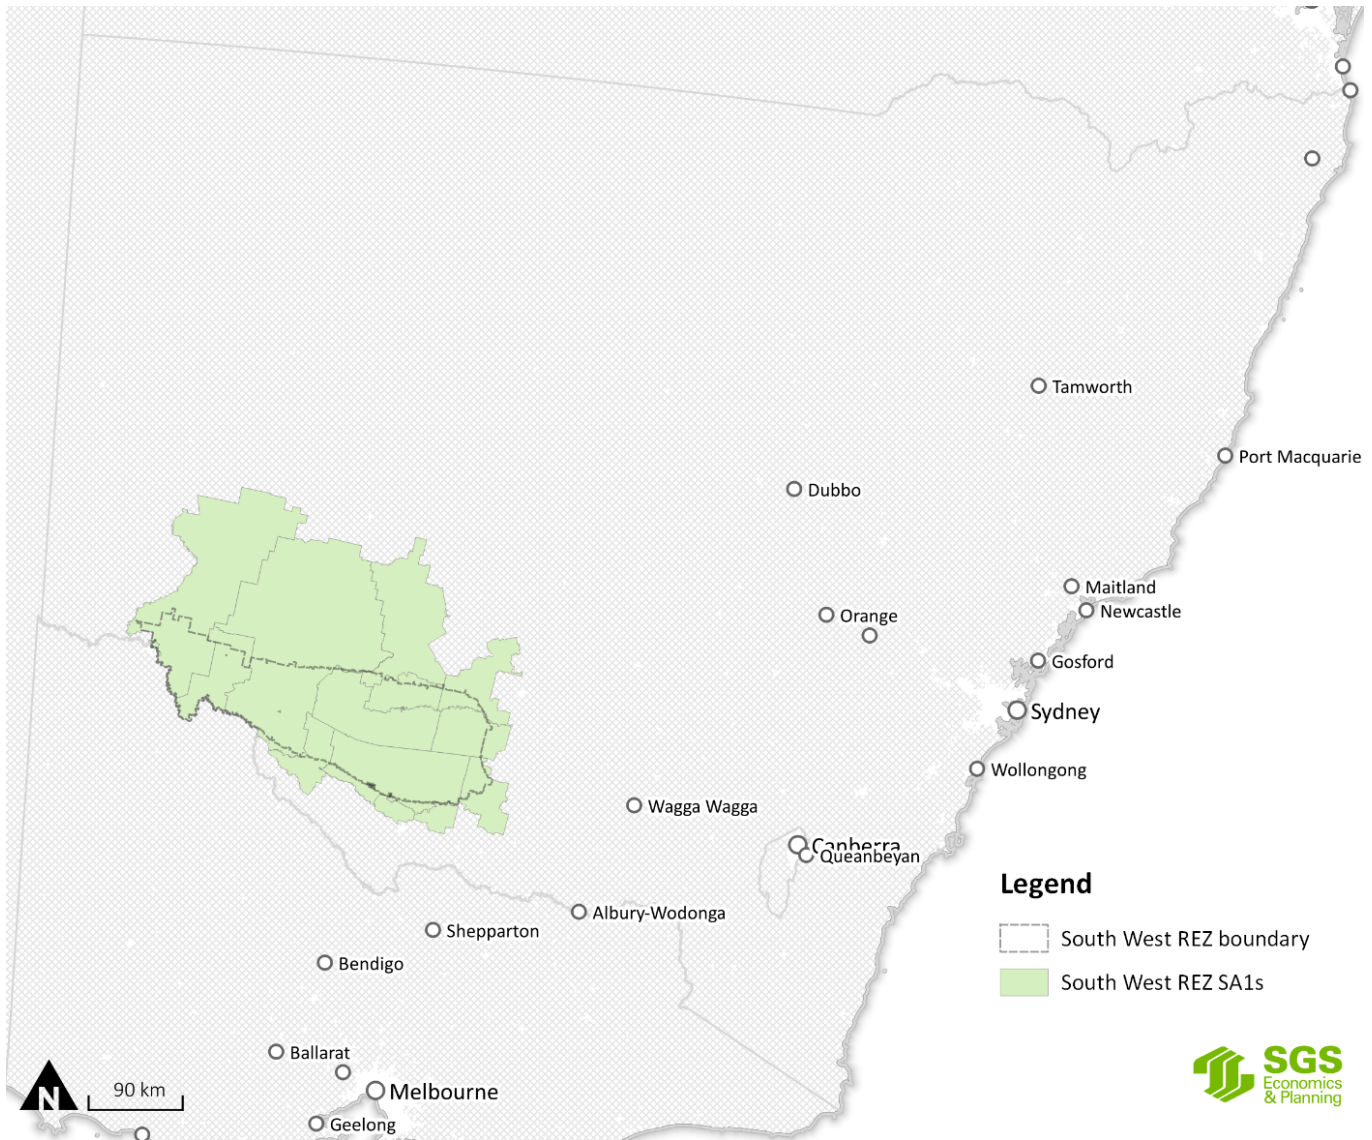 Tamworth
Port Macquarie
Dubbo
Maitland
Newcastle
Orange
Gosford
Sydney
Wollongong
Wagga Wagga
Canberra
Queanbeyan
Legend
Albury-Wodonga
Shepparton
South West REZ boundary
Bendigo
South West REZ SA1s
Ballarat
SGS
Economics
& Planning
N
90 km
Melbourne
Geelong